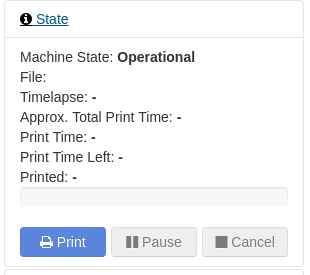 State
Machine State: Operational
File:
Timelapse: -
Approx. Total Print Time: -
Print Time: -
Print Time Left: -
Printed: -
Print Pause Cancel